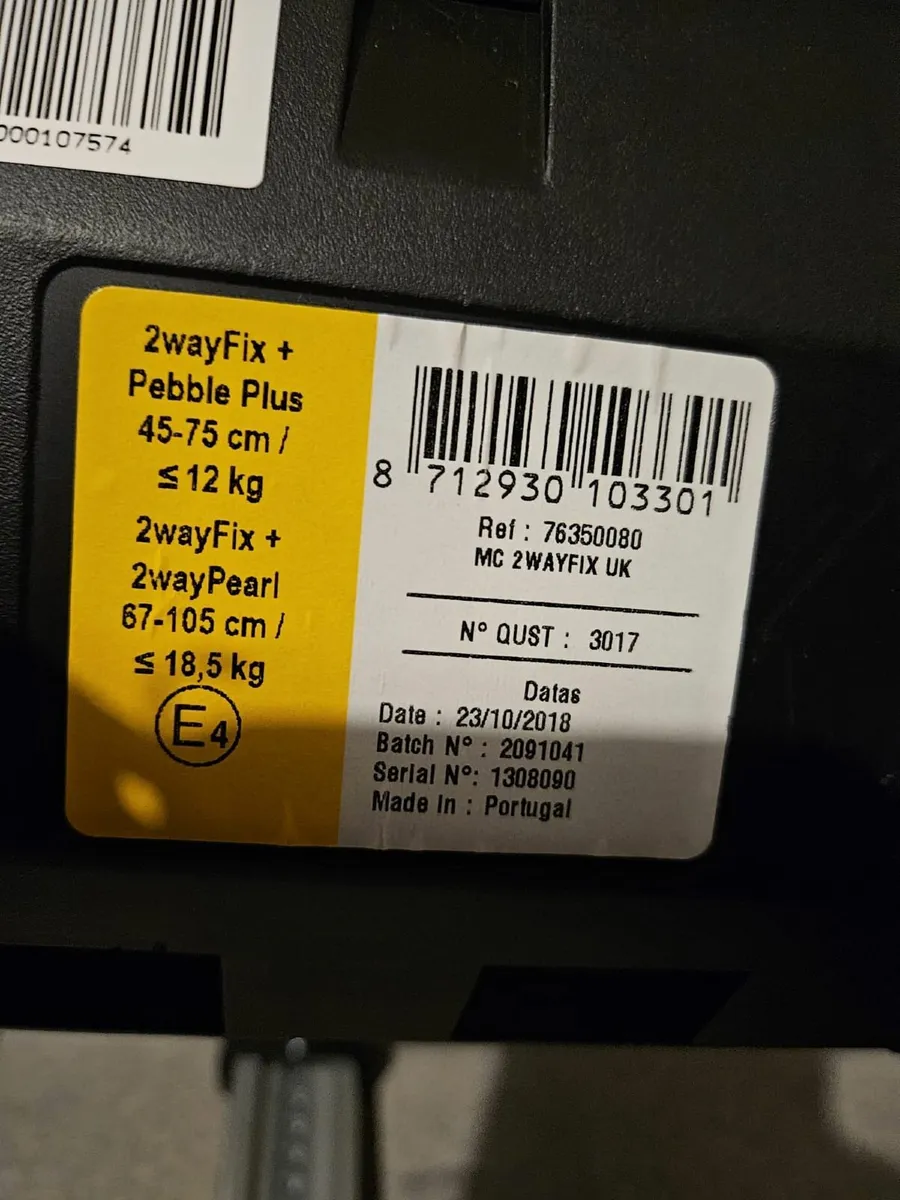 000107574
2wayFix +
Pebble Plus
45-75 cm /
≤ 12 kg
2wayFix +
2wayPearl
67-105 cm /
≤ 18,5 kg
E4
8 712930 103301
Ref : 76350080
MC 2WAYFIX UK
N° QUST : 3017
Datas
Date : 23/10/2018
Batch N° : 2091041
Serial N°: 1308090
Made In : Portugal